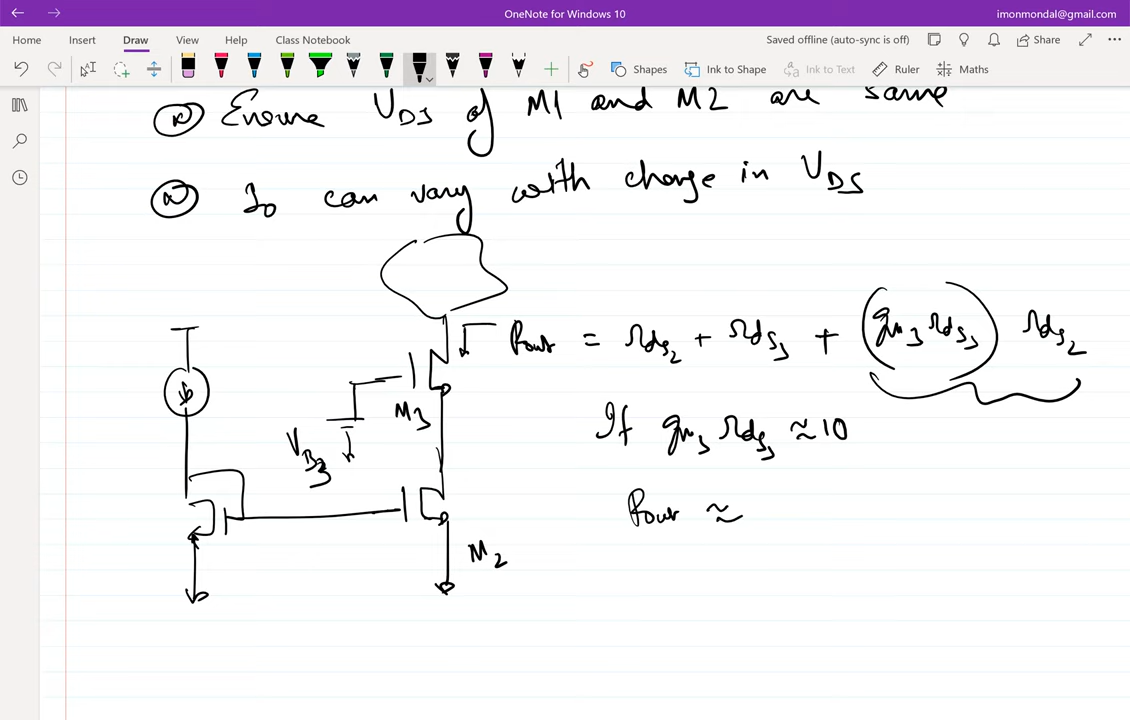 OneNote for Windows 10
imonmondal@gmail.com
Home Insert Draw View Help Class Notebook
Saved offline (auto-sync is off) Share
Shapes Ink to Shape Ink to Text Ruler Maths
Ensure VDS of M1 and M2 are same
I0 can vary with change in VDS
Rout = rds2 + rds3 + (gm3 rds3) rds2
M3
VB3
If gm3 rds3 ≈ 10
Rout ≈
M2